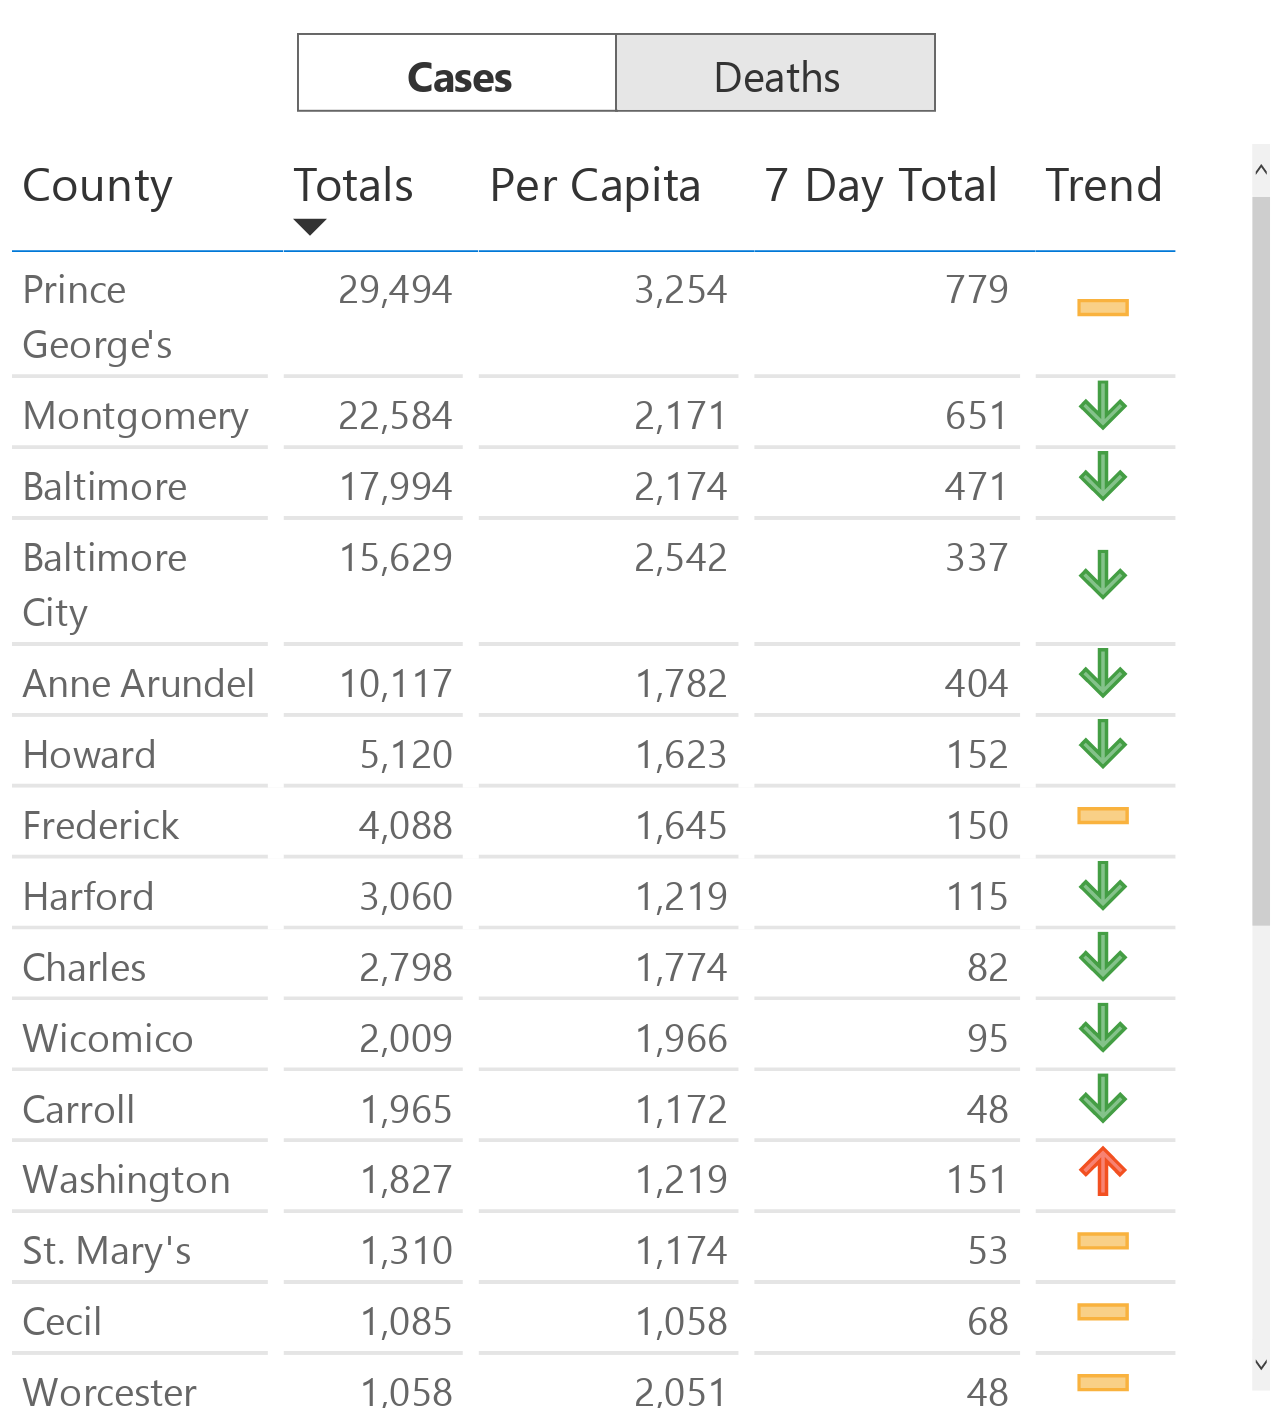 Cases Deaths
County Totals Per Capita 7 Day Total Trend
Prince 29,494 3,254 779
George's
Montgomery 22,584 2,171 651
Baltimore 17,994 2,174 471
Baltimore 15,629 2,542 337
City
Anne Arundel 10,117 1,782 404
Howard 5,120 1,623 152
Frederick 4,088 1,645 150
Harford 3,060 1,219 115
Charles 2,798 1,774 82
Wicomico 2,009 1,966 95
Carroll 1,965 1,172 48
Washington 1,827 1,219 151
St. Mary's 1,310 1,174 53
Cecil 1,085 1,058 68
Worcester 1,058 2,051 48